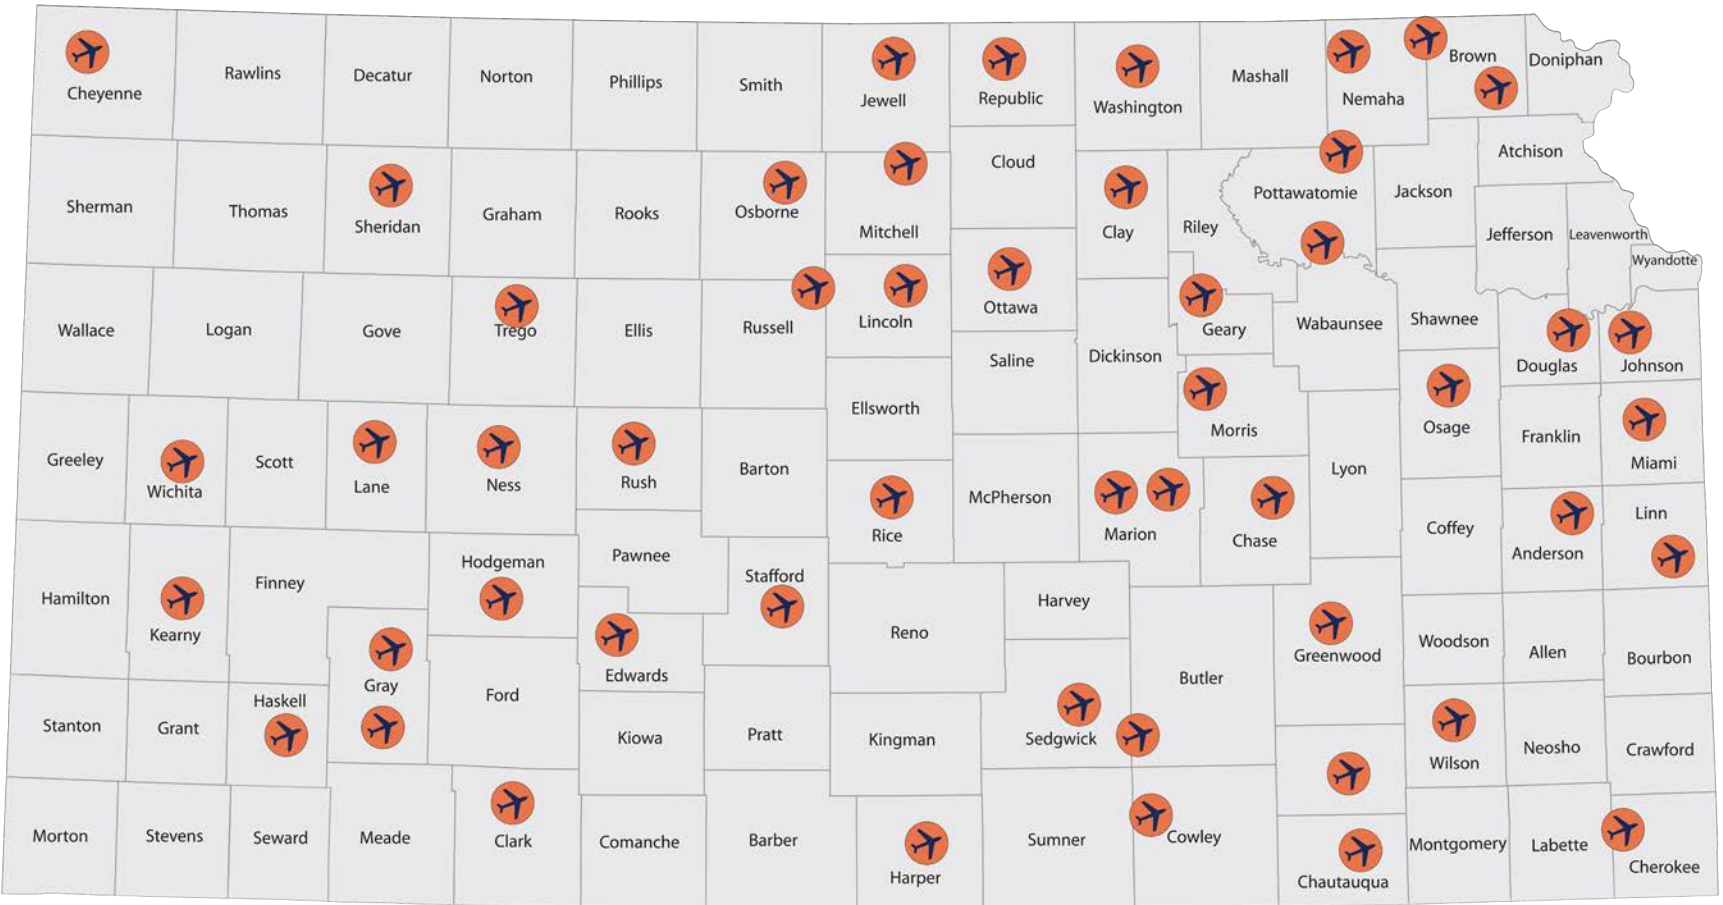 Cheyenne
Rawlins
Decatur
Norton
Phillips
Smith
Jewell
Republic
Washington
Mashall
Nemaha
Brown
Doniphan
Sherman
Thomas
Sheridan
Graham
Rooks
Osborne
Mitchell
Cloud
Clay
Riley
Pottawatomie
Jackson
Atchison
Jefferson
Leavenworth
Wyandotte
Wallace
Logan
Gove
Trego
Ellis
Russell
Lincoln
Ottawa
Saline
Dickinson
Geary
Wabaunsee
Shawnee
Douglas
Johnson
Ellsworth
Morris
Osage
Franklin
Miami
Greeley
Wichita
Scott
Lane
Ness
Rush
Barton
Rice
McPherson
Marion
Chase
Lyon
Coffey
Anderson
Linn
Hamilton
Kearny
Finney
Hodgeman
Pawnee
Stafford
Edwards
Reno
Harvey
Butler
Greenwood
Woodson
Allen
Bourbon
Stanton
Grant
Haskell
Gray
Ford
Kiowa
Pratt
Kingman
Sedgwick
Wilson
Neosho
Crawford
Morton
Stevens
Seward
Meade
Clark
Comanche
Barber
Harper
Sumner
Cowley
Chautauqua
Montgomery
Labette
Cherokee